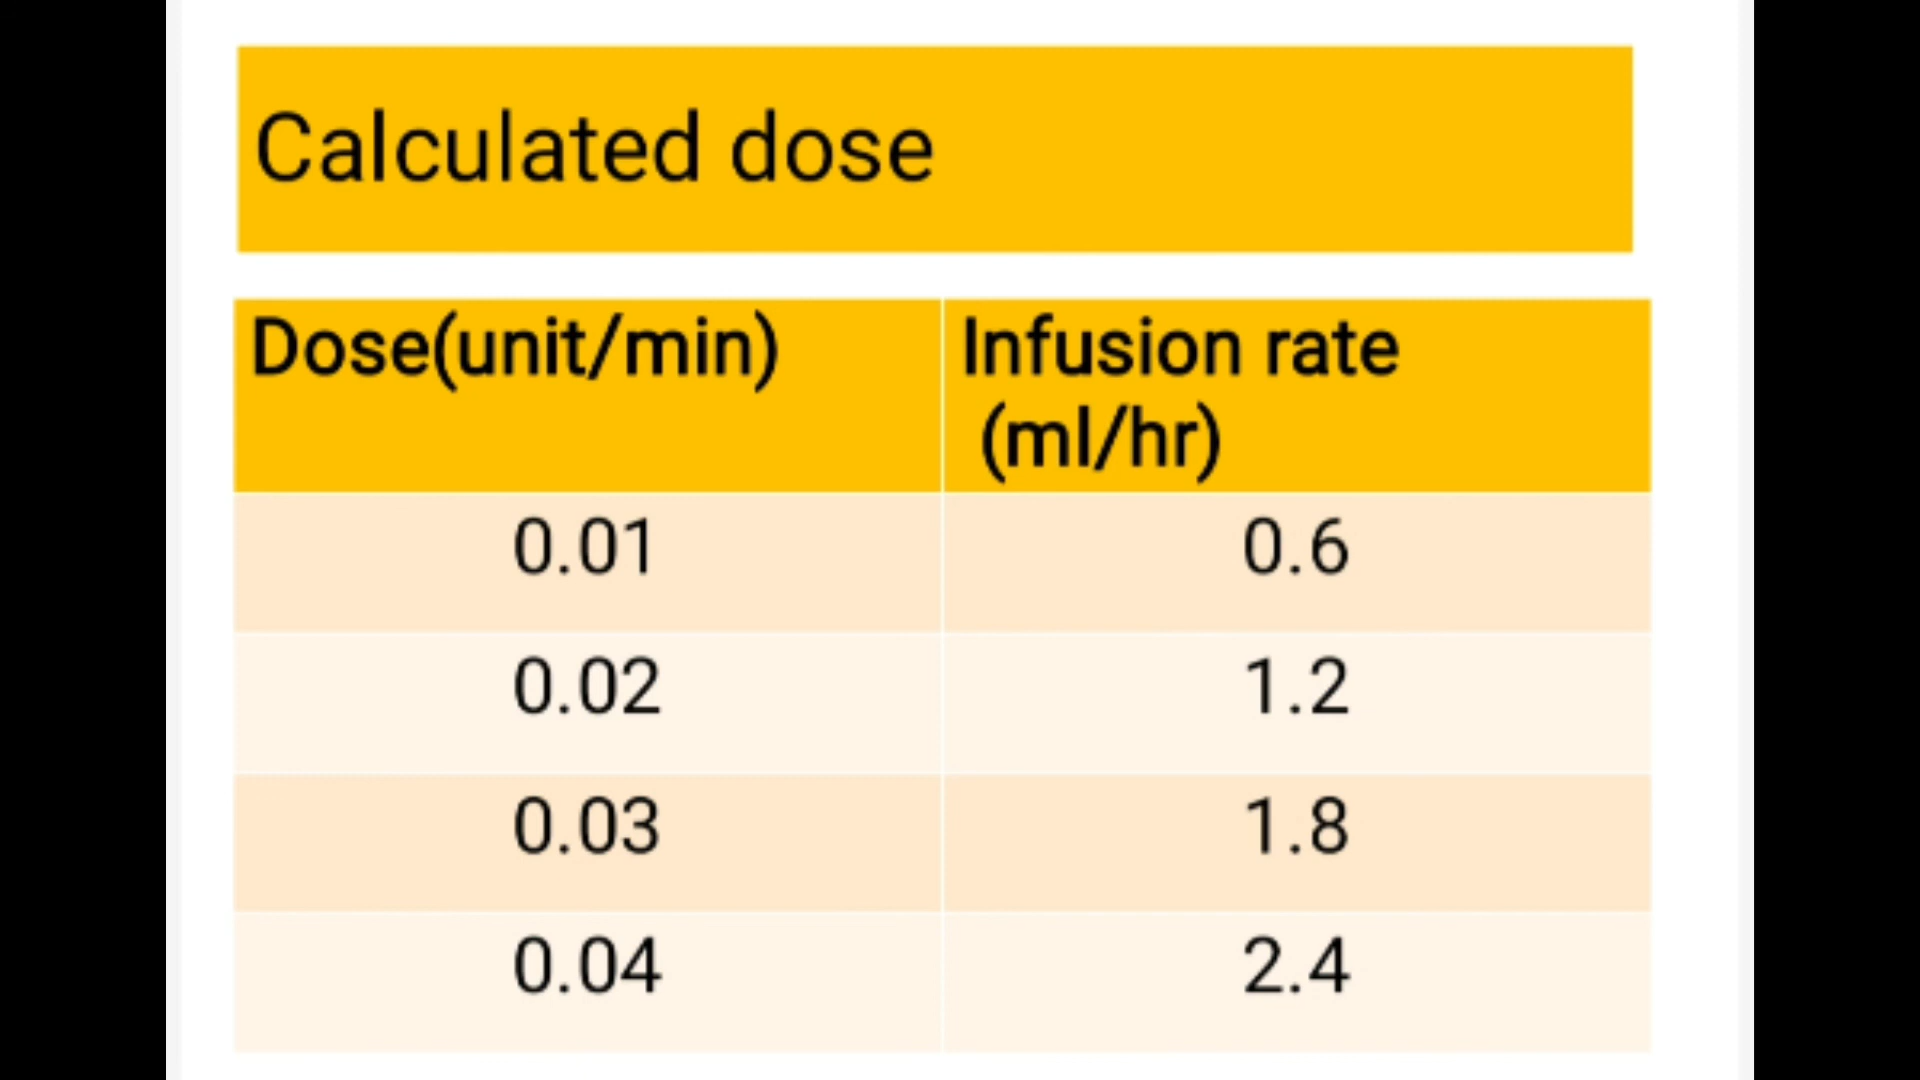 Calculated dose
Dose(unit/min) Infusion rate
(ml/hr)
0.01 0.6
0.02 1.2
0.03 1.8
0.04 2.4